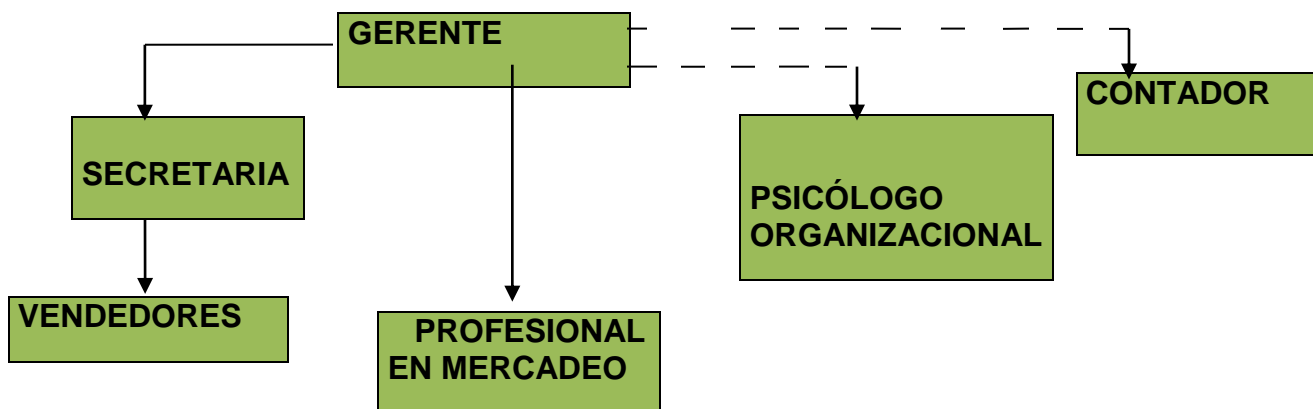 GERENTE
CONTADOR
SECRETARIA
PSICÓLOGO
ORGANIZACIONAL
VENDEDORES
PROFESIONAL
EN MERCADEO